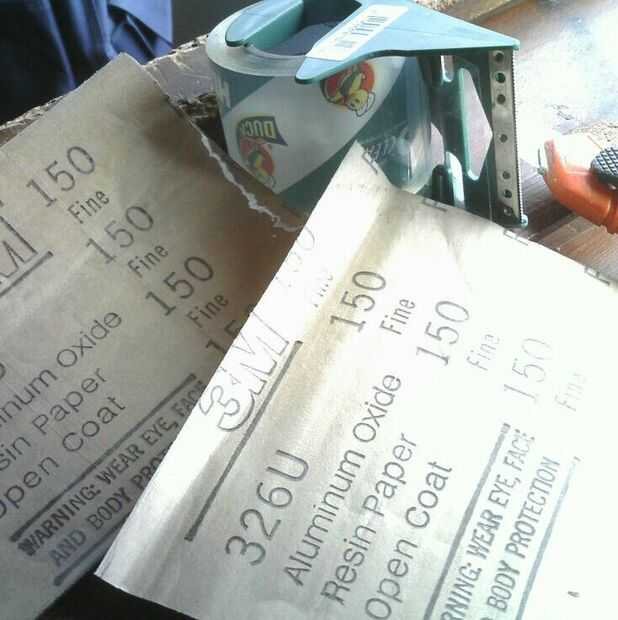 DUCK
150
Fine
150
Fine
150
Fine
3M
Aluminum Oxide
Resin Paper
Open Coat
WARNING: WEAR EYE, FACE
AND BODY
150
Fine
150
Fine
150
Fine
150
Fine
3M
326U
Aluminum Oxide
Resin Paper
Open Coat
WARNING: WEAR EYE, FACE
BODY PROTECTION